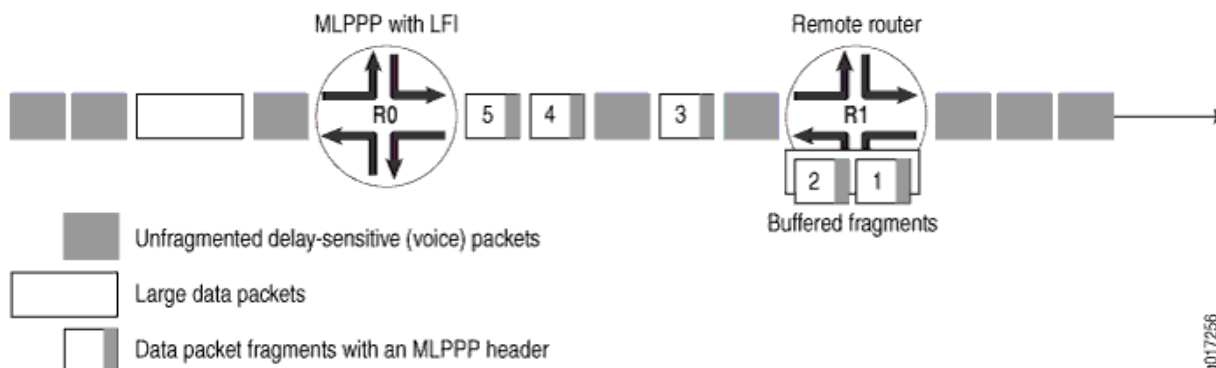 MLPPP with LFI
Remote router
R0
5
4
3
R1
2
1
Buffered fragments
Unfragmented delay-sensitive (voice) packets
Large data packets
Data packet fragments with an MLPPP header
g017256